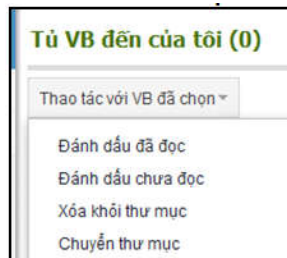 Tủ VB đến của tôi (0)
Thao tác với VB đã chọn
Đánh dấu đã đọc
Đánh dấu chưa đọc
Xóa khỏi thư mục
Chuyển thư mục